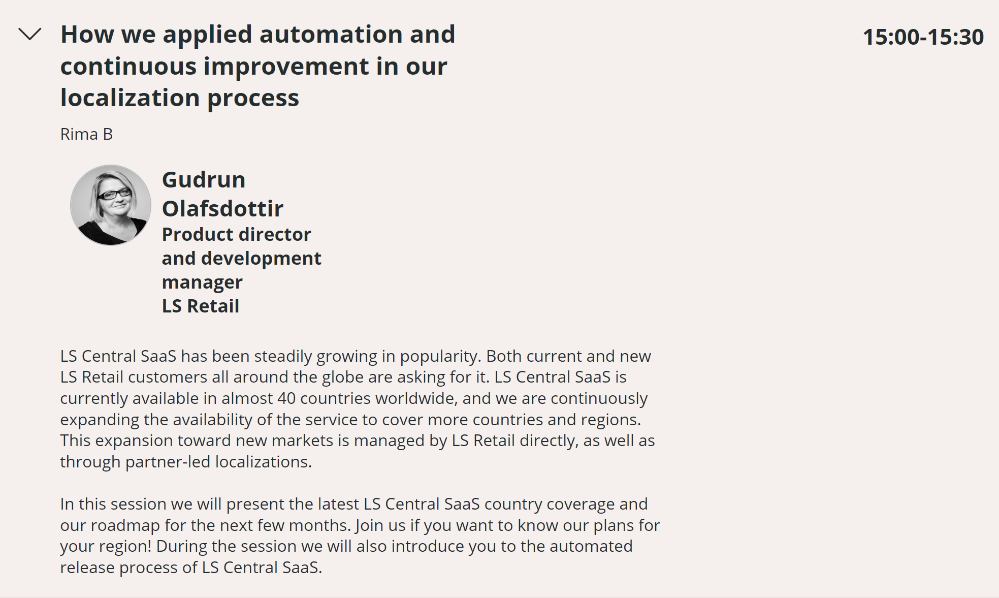 How we applied automation and
continuous improvement in our
localization process
15:00-15:30
Rima B
Gudrun
Olafsdottir
Product director
and development
manager
LS Retail
LS Central SaaS has been steadily growing in popularity. Both current and new
LS Retail customers all around the globe are asking for it. LS Central SaaS is
currently available in almost 40 countries worldwide, and we are continuously
expanding the availability of the service to cover more countries and regions.
This expansion toward new markets is managed by LS Retail directly, as well as
through partner-led localizations.
In this session we will present the latest LS Central SaaS country coverage and
our roadmap for the next few months. Join us if you want to know our plans for
your region! During the session we will also introduce you to the automated
release process of LS Central SaaS.